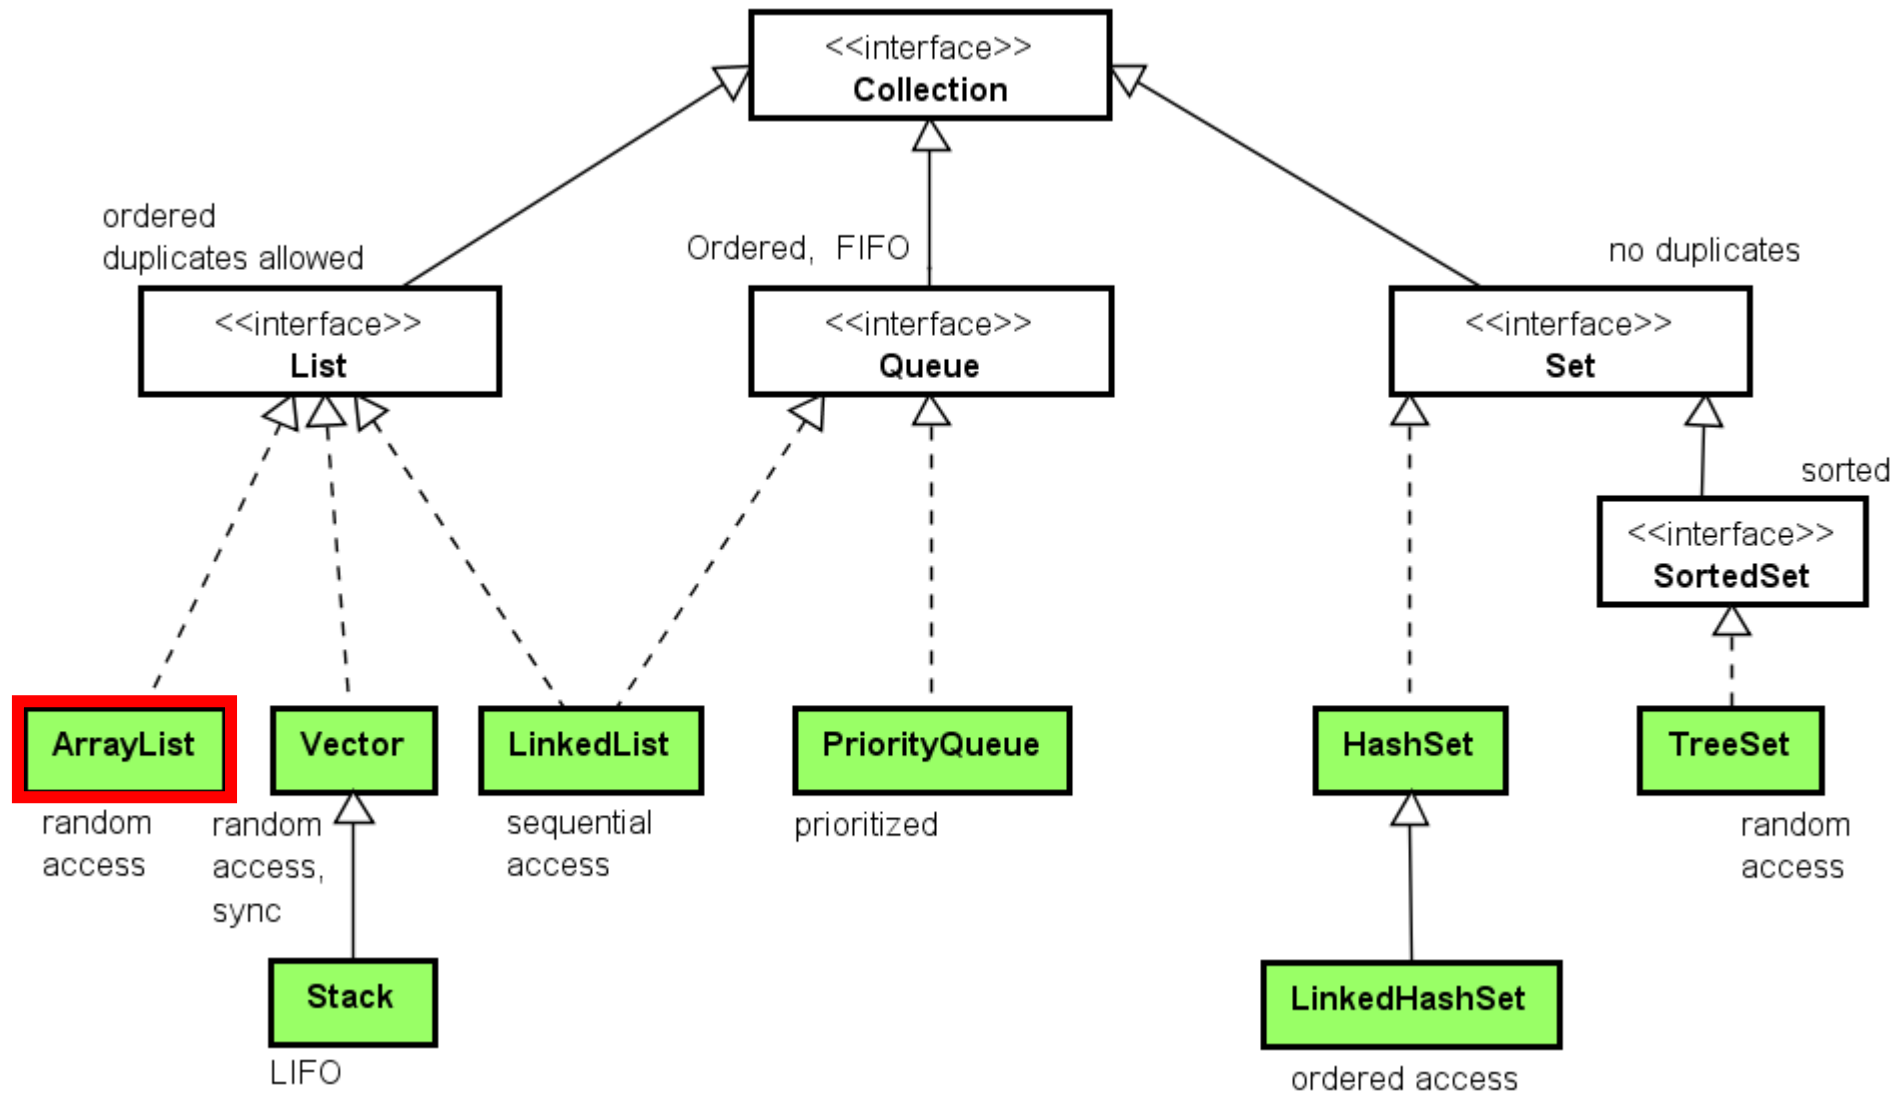 <<interface>>
Collection
ordered
duplicates allowed
Ordered,  FIFO
no duplicates
<<interface>>
List
<<interface>>
Queue
<<interface>>
Set
sorted
<<interface>>
SortedSet
ArrayList
Vector
LinkedList
PriorityQueue
HashSet
TreeSet
random
access
random
access,
sync
sequential
access
prioritized
random
access
Stack
LinkedHashSet
LIFO
ordered access